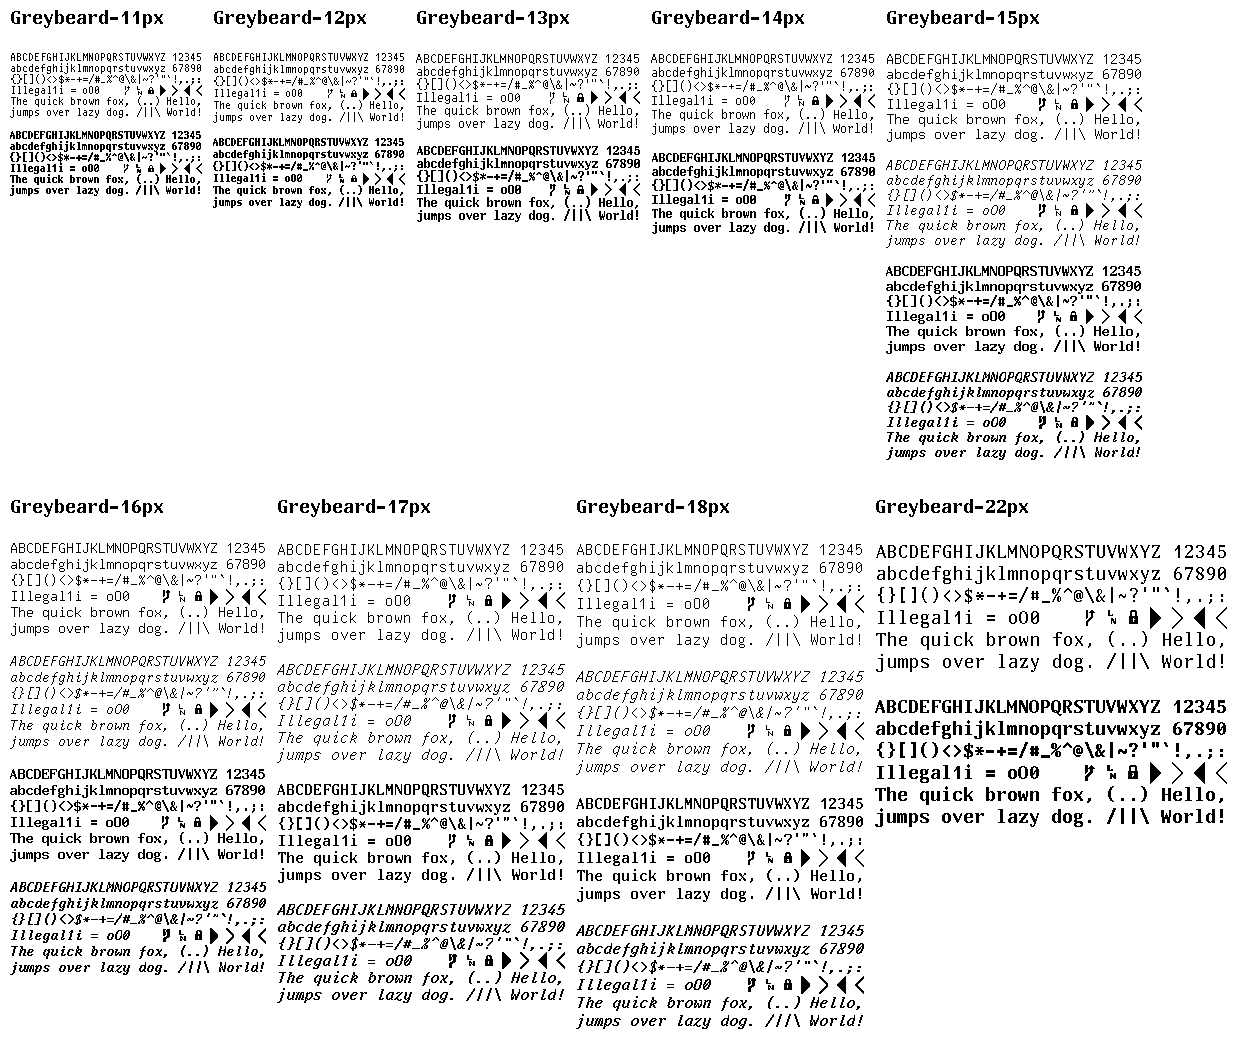 Greybeard-11px
ABCDEFGHIJKLMNOPQRSTUVWXYZ 12345
abcdefghijklmnopqrstuvwxyz 67890
{}[]()<>$*-+=/#_%^@\&|~?'"`!,.;:
Illegal1i = oO0
The quick brown fox, (..) Hello,
jumps over lazy dog. /||\ World!
ABCDEFGHIJKLMNOPQRSTUVWXYZ 12345
abcdefghijklmnopqrstuvwxyz 67890
{}[]()<>$*-+=/#_%^@\&|~?'"`!,.;:
Illegal1i = oO0
The quick brown fox, (..) Hello,
jumps over lazy dog. /||\ World!
Greybeard-12px
ABCDEFGHIJKLMNOPQRSTUVWXYZ 12345
abcdefghijklmnopqrstuvwxyz 67890
{}[]()<>$*-+=/#_%^@\&|~?'"`!,.;:
Illegal1i = oO0
The quick brown fox, (..) Hello,
jumps over lazy dog. /||\ World!
ABCDEFGHIJKLMNOPQRSTUVWXYZ 12345
abcdefghijklmnopqrstuvwxyz 67890
{}[]()<>$*-+=/#_%^@\&|~?'"`!,.;:
Illegal1i = oO0
The quick brown fox, (..) Hello,
jumps over lazy dog. /||\ World!
Greybeard-13px
ABCDEFGHIJKLMNOPQRSTUVWXYZ 12345
abcdefghijklmnopqrstuvwxyz 67890
{}[]()<>$*-+=/#_%^@\&|~?'"`!,.;:
Illegal1i = oO0
The quick brown fox, (..) Hello,
jumps over lazy dog. /||\ World!
ABCDEFGHIJKLMNOPQRSTUVWXYZ 12345
abcdefghijklmnopqrstuvwxyz 67890
{}[]()<>$*-+=/#_%^@\&|~?'"`!,.;:
Illegal1i = oO0
The quick brown fox, (..) Hello,
jumps over lazy dog. /||\ World!
Greybeard-14px
ABCDEFGHIJKLMNOPQRSTUVWXYZ 12345
abcdefghijklmnopqrstuvwxyz 67890
{}[]()<>$*-+=/#_%^@\&|~?'"`!,.;:
Illegal1i = oO0
The quick brown fox, (..) Hello,
jumps over lazy dog. /||\ World!
ABCDEFGHIJKLMNOPQRSTUVWXYZ 12345
abcdefghijklmnopqrstuvwxyz 67890
{}[]()<>$*-+=/#_%^@\&|~?'"`!,.;:
Illegal1i = oO0
The quick brown fox, (..) Hello,
jumps over lazy dog. /||\ World!
Greybeard-15px
ABCDEFGHIJKLMNOPQRSTUVWXYZ 12345
abcdefghijklmnopqrstuvwxyz 67890
{}[]()<>$*-+=/#_%^@\&|~?'"`!,.;:
Illegal1i = oO0
The quick brown fox, (..) Hello,
jumps over lazy dog. /||\ World!
ABCDEFGHIJKLMNOPQRSTUVWXYZ 12345
abcdefghijklmnopqrstuvwxyz 67890
{}[]()<>$*-+=/#_%^@\&|~?'"`!,.;:
Illegal1i = oO0
The quick brown fox, (..) Hello,
jumps over lazy dog. /||\ World!
ABCDEFGHIJKLMNOPQRSTUVWXYZ 12345
abcdefghijklmnopqrstuvwxyz 67890
{}[]()<>$*-+=/#_%^@\&|~?'"`!,.;:
Illegal1i = oO0
The quick brown fox, (..) Hello,
jumps over lazy dog. /||\ World!
ABCDEFGHIJKLMNOPQRSTUVWXYZ 12345
abcdefghijklmnopqrstuvwxyz 67890
{}[]()<>$*-+=/#_%^@\&|~?'"`!,.;:
Illegal1i = oO0
The quick brown fox, (..) Hello,
jumps over lazy dog. /||\ World!
Greybeard-16px
ABCDEFGHIJKLMNOPQRSTUVWXYZ 12345
abcdefghijklmnopqrstuvwxyz 67890
{}[]()<>$*-+=/#_%^@\&|~?'"`!,.;:
Illegal1i = oO0
The quick brown fox, (..) Hello,
jumps over lazy dog. /||\ World!
ABCDEFGHIJKLMNOPQRSTUVWXYZ 12345
abcdefghijklmnopqrstuvwxyz 67890
{}[]()<>$*-+=/#_%^@\&|~?'"`!,.;:
Illegal1i = oO0
The quick brown fox, (..) Hello,
jumps over lazy dog. /||\ World!
ABCDEFGHIJKLMNOPQRSTUVWXYZ 12345
abcdefghijklmnopqrstuvwxyz 67890
{}[]()<>$*-+=/#_%^@\&|~?'"`!,.;:
Illegal1i = oO0
The quick brown fox, (..) Hello,
jumps over lazy dog. /||\ World!
ABCDEFGHIJKLMNOPQRSTUVWXYZ 12345
abcdefghijklmnopqrstuvwxyz 67890
{}[]()<>$*-+=/#_%^@\&|~?'"`!,.;:
Illegal1i = oO0
The quick brown fox, (..) Hello,
jumps over lazy dog. /||\ World!
Greybeard-17px
ABCDEFGHIJKLMNOPQRSTUVWXYZ 12345
abcdefghijklmnopqrstuvwxyz 67890
{}[]()<>$*-+=/#_%^@\&|~?'"`!,.;:
Illegal1i = oO0
The quick brown fox, (..) Hello,
jumps over lazy dog. /||\ World!
ABCDEFGHIJKLMNOPQRSTUVWXYZ 12345
abcdefghijklmnopqrstuvwxyz 67890
{}[]()<>$*-+=/#_%^@\&|~?'"`!,.;:
Illegal1i = oO0
The quick brown fox, (..) Hello,
jumps over lazy dog. /||\ World!
ABCDEFGHIJKLMNOPQRSTUVWXYZ 12345
abcdefghijklmnopqrstuvwxyz 67890
{}[]()<>$*-+=/#_%^@\&|~?'"`!,.;:
Illegal1i = oO0
The quick brown fox, (..) Hello,
jumps over lazy dog. /||\ World!
ABCDEFGHIJKLMNOPQRSTUVWXYZ 12345
abcdefghijklmnopqrstuvwxyz 67890
{}[]()<>$*-+=/#_%^@\&|~?'"`!,.;:
Illegal1i = oO0
The quick brown fox, (..) Hello,
jumps over lazy dog. /||\ World!
Greybeard-18px
ABCDEFGHIJKLMNOPQRSTUVWXYZ 12345
abcdefghijklmnopqrstuvwxyz 67890
{}[]()<>$*-+=/#_%^@\&|~?'"`!,.;:
Illegal1i = oO0
The quick brown fox, (..) Hello,
jumps over lazy dog. /||\ World!
ABCDEFGHIJKLMNOPQRSTUVWXYZ 12345
abcdefghijklmnopqrstuvwxyz 67890
{}[]()<>$*-+=/#_%^@\&|~?'"`!,.;:
Illegal1i = oO0
The quick brown fox, (..) Hello,
jumps over lazy dog. /||\ World!
ABCDEFGHIJKLMNOPQRSTUVWXYZ 12345
abcdefghijklmnopqrstuvwxyz 67890
{}[]()<>$*-+=/#_%^@\&|~?'"`!,.;:
Illegal1i = oO0
The quick brown fox, (..) Hello,
jumps over lazy dog. /||\ World!
ABCDEFGHIJKLMNOPQRSTUVWXYZ 12345
abcdefghijklmnopqrstuvwxyz 67890
{}[]()<>$*-+=/#_%^@\&|~?'"`!,.;:
Illegal1i = oO0
The quick brown fox, (..) Hello,
jumps over lazy dog. /||\ World!
Greybeard-22px
ABCDEFGHIJKLMNOPQRSTUVWXYZ 12345
abcdefghijklmnopqrstuvwxyz 67890
{}[]()<>$*-+=/#_%^@\&|~?'"`!,.;:
Illegal1i = oO0
The quick brown fox, (..) Hello,
jumps over lazy dog. /||\ World!
ABCDEFGHIJKLMNOPQRSTUVWXYZ 12345
abcdefghijklmnopqrstuvwxyz 67890
{}[]()<>$*-+=/#_%^@\&|~?'"`!,.;:
Illegal1i = oO0
The quick brown fox, (..) Hello,
jumps over lazy dog. /||\ World!